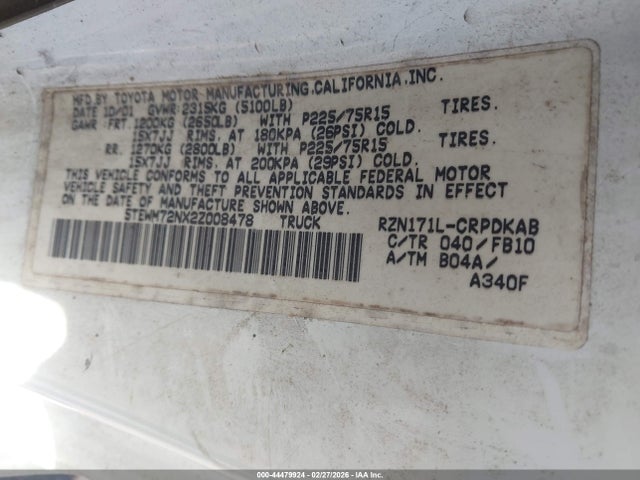 MFD.BY TOYOTA MOTOR MANUFACTURING.CALIFORNIA.INC.
DATE 10/01 GVWR 2315KG (5100LB)
GAWR FRT. 1200KG (2650LB) WITH P225/75R15 TIRES.
15X7JJ RIMS. AT 180KPA (26PSI) COLD.
RR. 1270KG (2800LB) WITH P225/75R15 TIRES.
15X7JJ RIMS. AT 200KPA (29PSI) COLD.
THIS VEHICLE CONFORMS TO ALL APPLICABLE FEDERAL MOTOR
VEHICLE SAFETY AND THEFT PREVENTION STANDARDS IN EFFECT
ON THE DATE OF MANUFACTURE SHOWN ABOVE.
5TEWM72NX2Z008478 TRUCK RZN171L-CRPDKAB
C/TR 040/FB10
A/TM B04A/
A340F
000-44479924 | 02/27/2026 - Copart